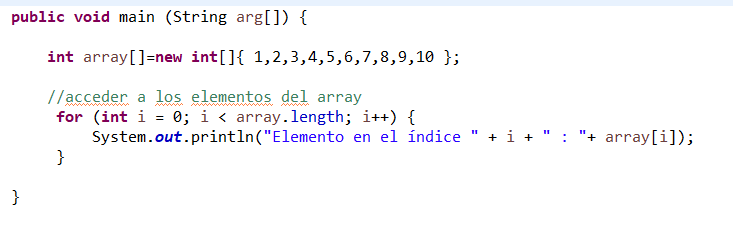 public void main (String arg[]) {
int array[]=new int[]{ 1,2,3,4,5,6,7,8,9,10 };
//acceder a los elementos del array
for (int i = 0; i < array.length; i++) {
System.out.println("Elemento en el índice " + i + " : "+ array[i]);
}
}